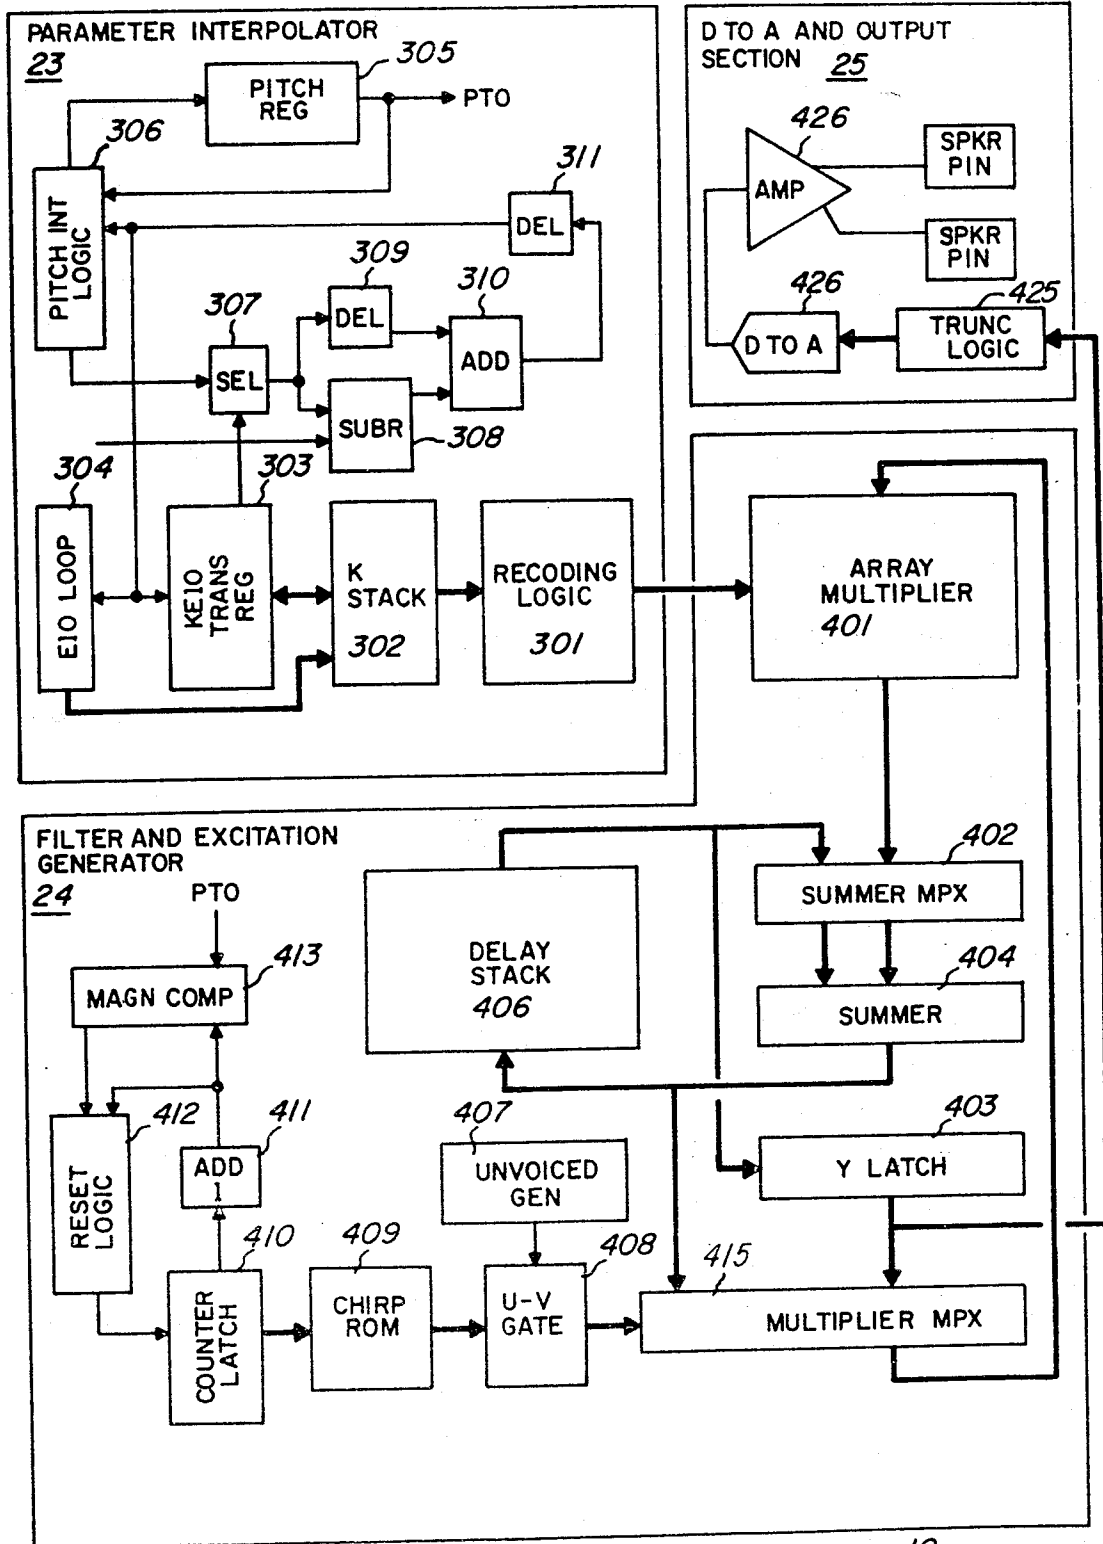 PARAMETER INTERPOLATOR
23
305
PITCH
REG
PTO
306
PITCH INT
LOGIC
311
DEL
309
DEL
310
ADD
307
SEL
SUBR
308
304
E10 LOOP
303
KE10
TRANS
REG
K
STACK
302
RECODING
LOGIC
301
D TO A AND OUTPUT
SECTION 25
426
AMP
SPKR
PIN
SPKR
PIN
426
D TO A
425
TRUNC
LOGIC
ARRAY
MULTIPLIER
401
FILTER AND EXCITATION
GENERATOR
24
PTO
413
MAGN COMP
DELAY
STACK
406
402
SUMMER MPX
404
SUMMER
412
RESET
LOGIC
411
ADD
1
407
UNVOICED
GEN
403
Y LATCH
410
COUNTER
LATCH
409
CHIRP
ROM
408
U-V
GATE
415
MULTIPLIER MPX